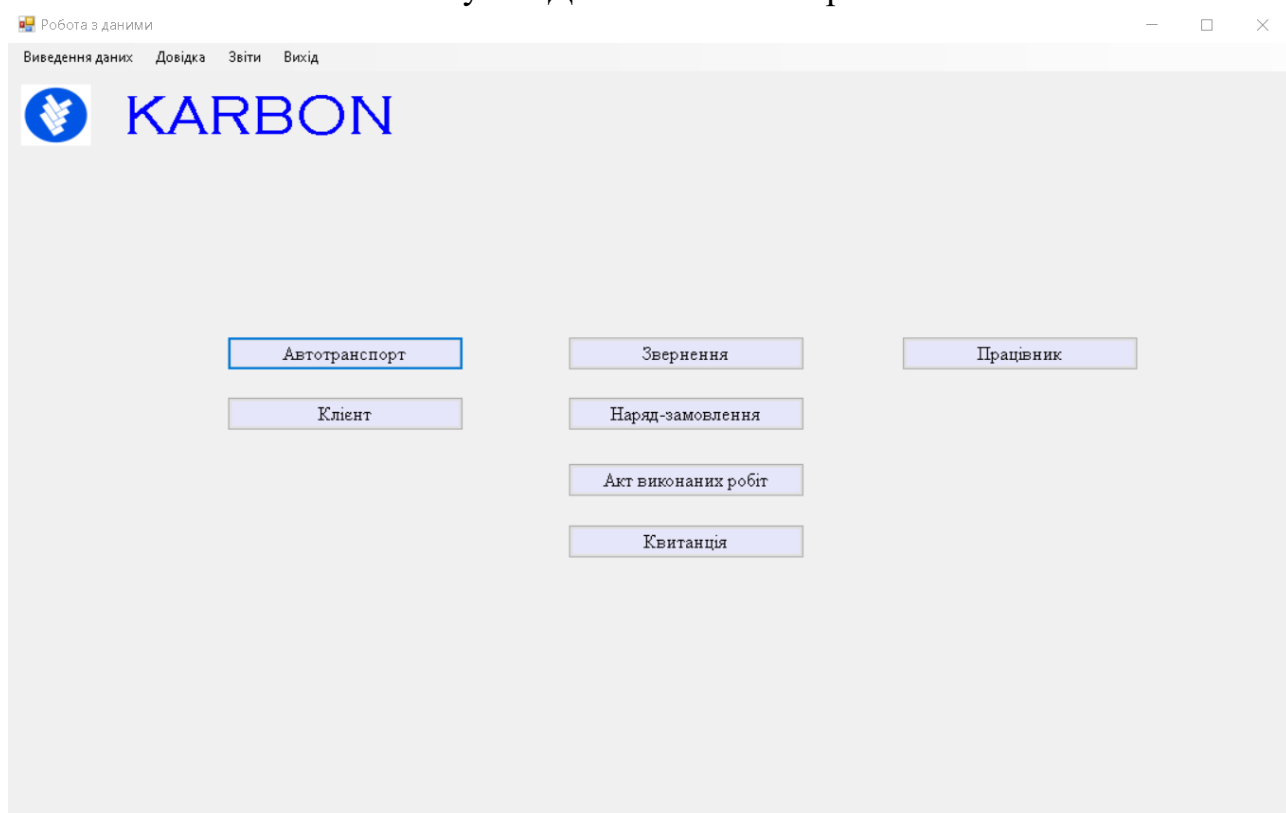 Робота з даними
Виведення даних Довідка Звіти Вихід
KARBON
Автотранспорт Звернення Працівник
Клієнт Наряд-замовлення
Акт виконаних робіт
Квитанція